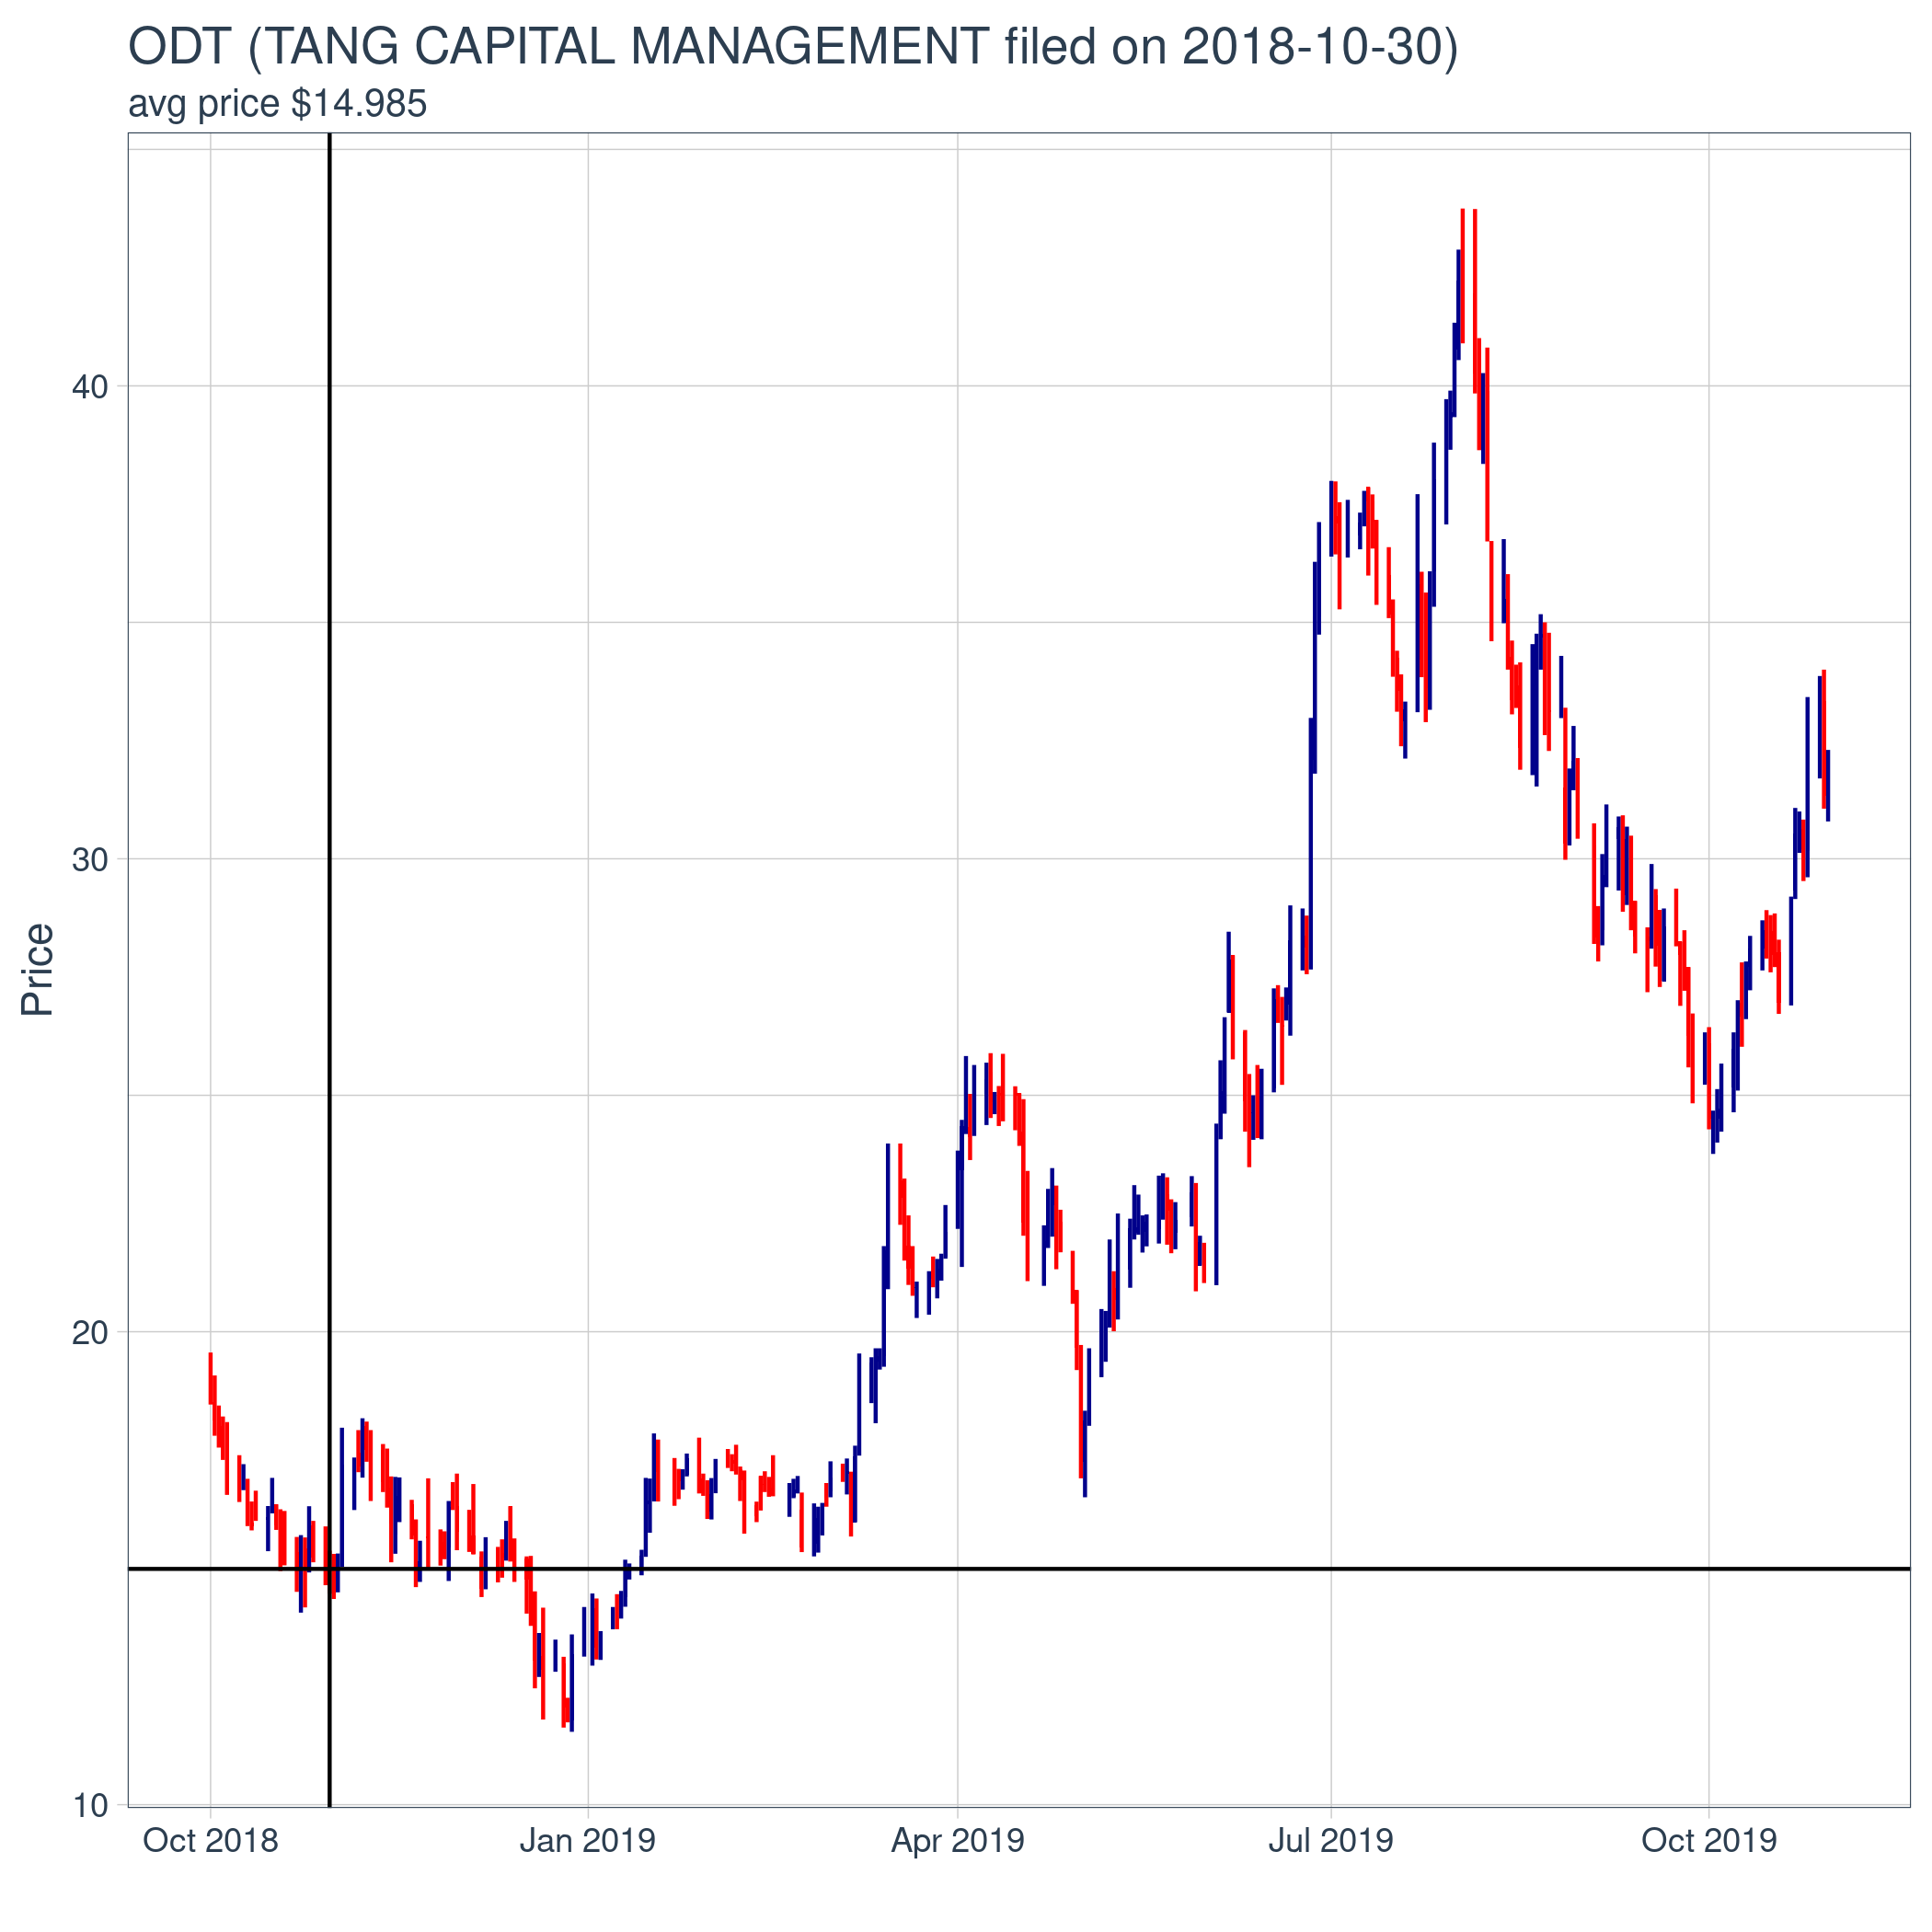 ODT (TANG CAPITAL MANAGEMENT filed on 2018-10-30)
avg price $14.985
Price
40
30
20
10
Oct 2018
Jan 2019
Apr 2019
Jul 2019
Oct 2019